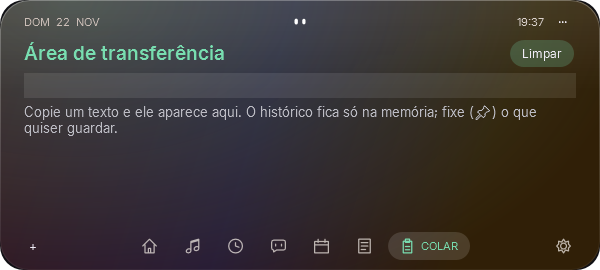 DOM 22 NOV
19:37 ...
Área de transferência
Limpar
Copie um texto e ele aparece aqui. O histórico fica só na memória; fixe ( ) o que
quiser guardar.
+
COLAR